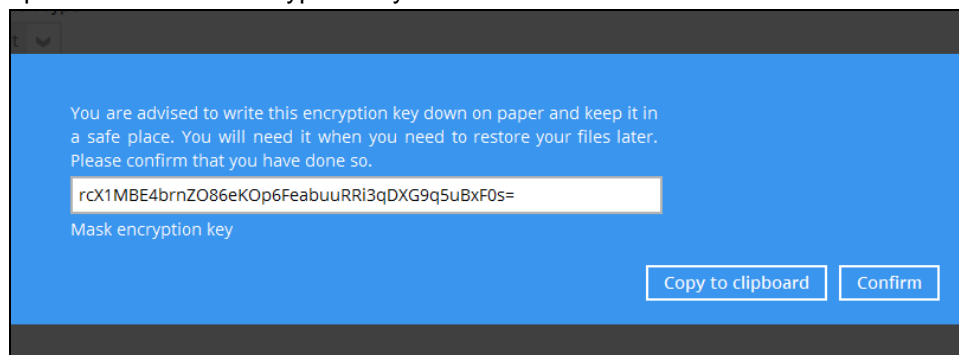 t
You are advised to write this encryption key down on paper and keep it in
a safe place. You will need it when you need to restore your files later.
Please confirm that you have done so.
rcX1MBE4brnZO86eKOp6FeabuuRRi3qDXG9q5uBxF0s=
Mask encryption key
Copy to clipboard Confirm